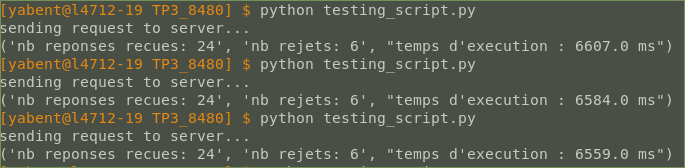 [yabent@l4712-19 TP3_8480] $ python testing_script.py
sending request to server...
('nb reponses recues: 24', 'nb rejets: 6', "temps d'execution : 6607.0 ms")
[yabent@l4712-19 TP3_8480] $ python testing_script.py
sending request to server...
('nb reponses recues: 24', 'nb rejets: 6', "temps d'execution : 6584.0 ms")
[yabent@l4712-19 TP3_8480] $ python testing_script.py
sending request to server...
('nb reponses recues: 24', 'nb rejets: 6', "temps d'execution : 6559.0 ms")